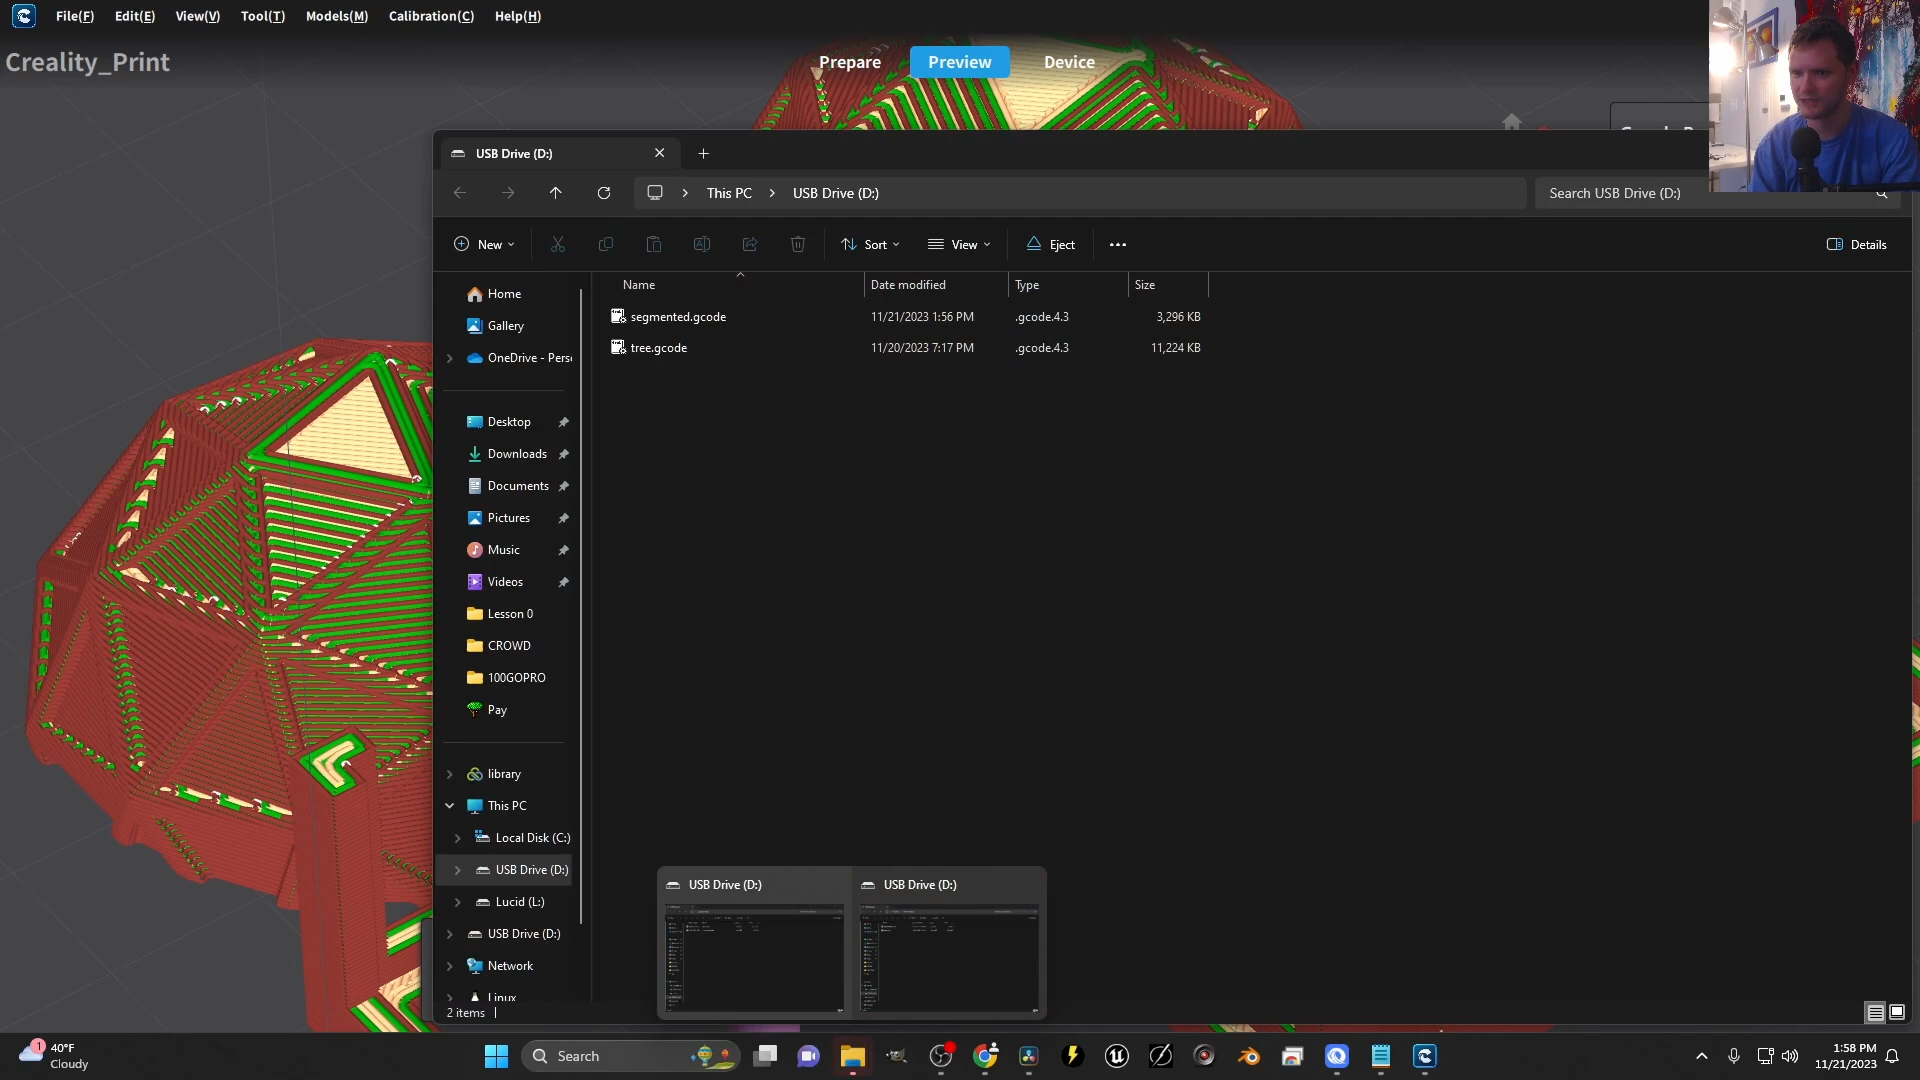 File(F) Edit(E) View(V) Tool(T) Models(M) Calibration(C) Help(H)
Creality_Print
Prepare Preview Device
USB Drive (D:)
This PC USB Drive (D:) Search USB Drive (D:)
New Sort View Eject Details
Name Date modified Type Size
segmented.gcode 11/21/2023 1:56 PM .gcode.4.3 3,296 KB
tree.gcode 11/20/2023 7:17 PM .gcode.4.3 11,224 KB
Home
Gallery
OneDrive - Perso
Desktop
Downloads
Documents
Pictures
Music
Videos
Lesson 0
CROWD
100GOPRO
Pay
library
This PC
Local Disk (C:)
USB Drive (D:)
Lucid (L:)
USB Drive (D:)
Network
Linux
2 items
USB Drive (D:) USB Drive (D:)
1
40°F
Cloudy
Search
1:58 PM
11/21/2023